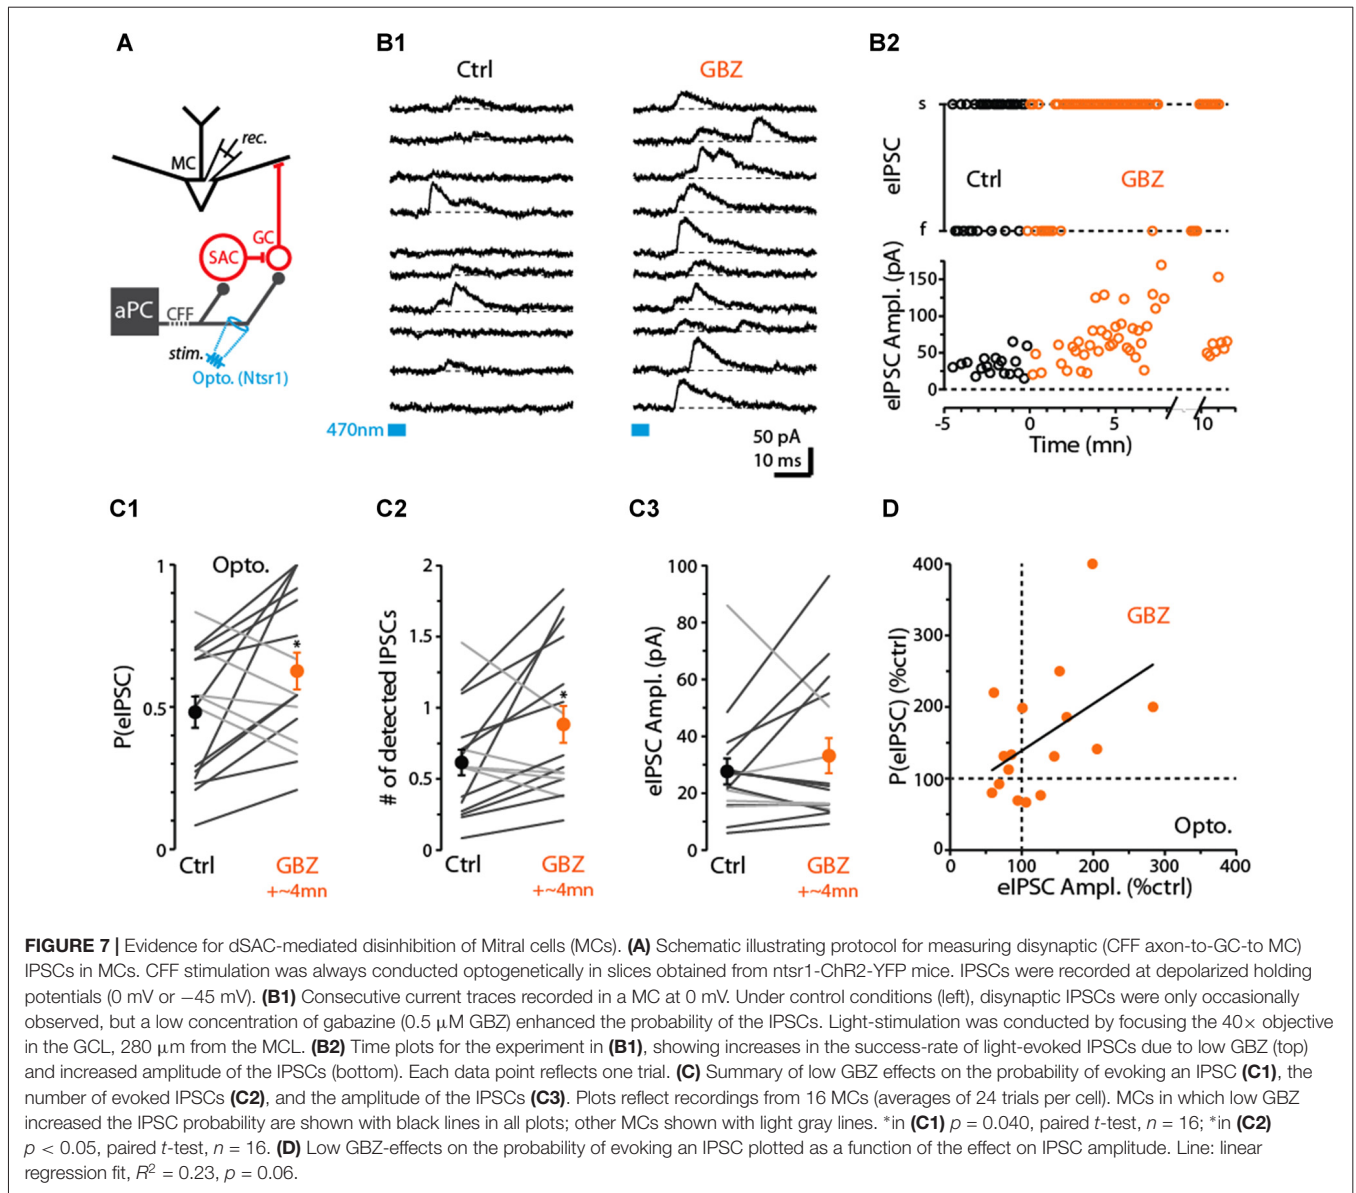 A
B1
B2
Ctrl
GBZ
MC
rec.
GC
SAC
aPC
CFF
stim.
Opto. (Ntsr1)
470nm
50 pA
10 ms
s
eIPSC
Ctrl
GBZ
f
eIPSC Ampl. (pA)
150
100
50
0
-5
0
5
10
Time (mn)
C1
C2
C3
D
Opto.
P(eIPSC)
1
0.5
0
Ctrl
GBZ
+~4mn
*
# of detected IPSCs
2
1.5
1
0.5
0
Ctrl
GBZ
+~4mn
*
eIPSC Ampl. (pA)
100
80
60
40
20
0
Ctrl
GBZ
+~4mn
P(eIPSC) (%ctrl)
400
300
200
100
0
GBZ
Opto.
0
100
200
300
400
eIPSC Ampl. (%ctrl)
FIGURE 7 | Evidence for dSAC-mediated disinhibition of Mitral cells (MCs). (A) Schematic illustrating protocol for measuring disynaptic (CFF axon-to-GC-to MC)
IPSCs in MCs. CFF stimulation was always conducted optogenetically in slices obtained from ntsr1-ChR2-YFP mice. IPSCs were recorded at depolarized holding
potentials (0 mV or −45 mV). (B1) Consecutive current traces recorded in a MC at 0 mV. Under control conditions (left), disynaptic IPSCs were only occasionally
observed, but a low concentration of gabazine (0.5 μM GBZ) enhanced the probability of the IPSCs. Light-stimulation was conducted by focusing the 40× objective
in the GCL, 280 μm from the MCL. (B2) Time plots for the experiment in (B1), showing increases in the success-rate of light-evoked IPSCs due to low GBZ (top)
and increased amplitude of the IPSCs (bottom). Each data point reflects one trial. (C) Summary of low GBZ effects on the probability of evoking an IPSC (C1), the
number of evoked IPSCs (C2), and the amplitude of the IPSCs (C3). Plots reflect recordings from 16 MCs (averages of 24 trials per cell). MCs in which low GBZ
increased the IPSC probability are shown with black lines in all plots; other MCs shown with light gray lines. *in (C1) p = 0.040, paired t-test, n = 16; *in (C2)
p < 0.05, paired t-test, n = 16. (D) Low GBZ-effects on the probability of evoking an IPSC plotted as a function of the effect on IPSC amplitude. Line: linear
regression fit, R² = 0.23, p = 0.06.